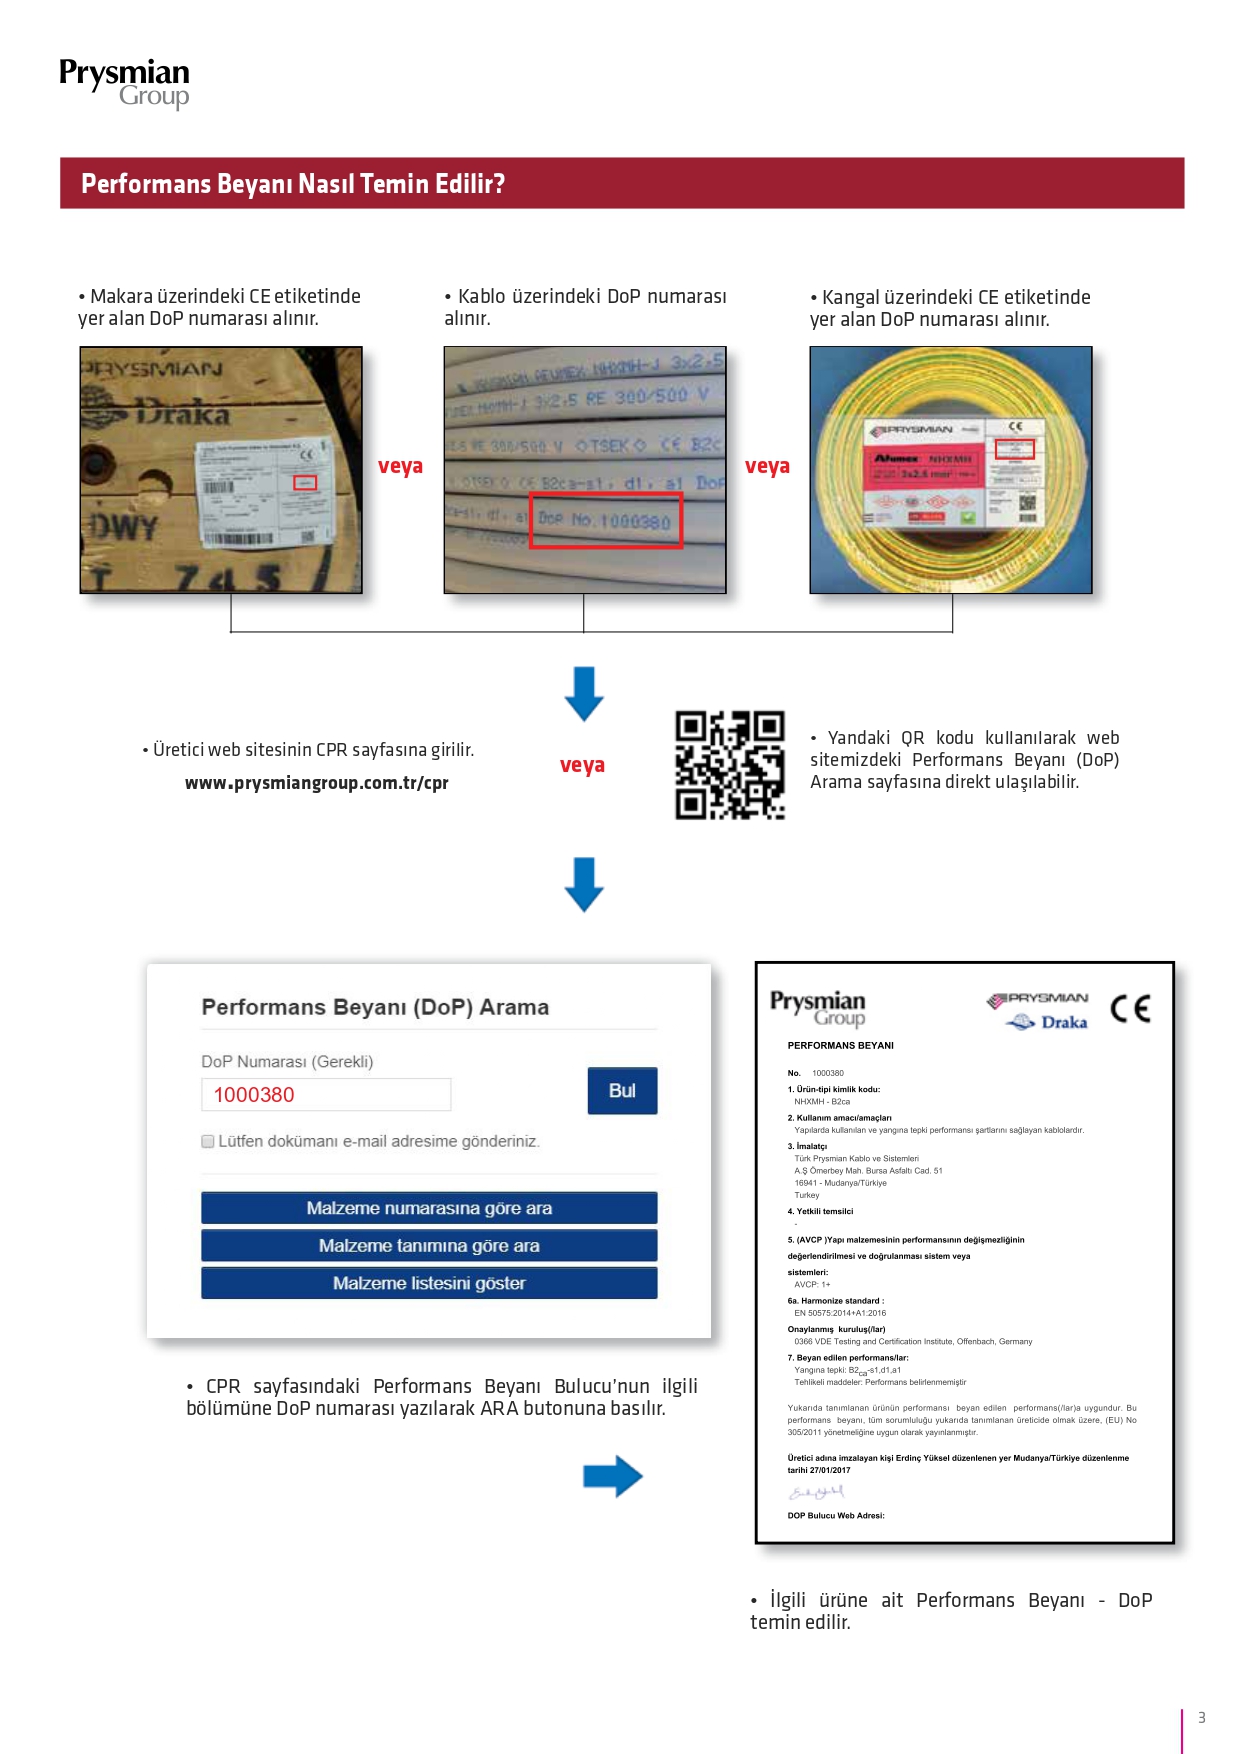 Prysmian
Group
Performans Beyanı Nasıl Temin Edilir?
• Makara üzerindeki CE etiketinde
yer alan DoP numarası alınır.
• Kablo üzerindeki DoP numarası
alınır.
• Kangal üzerindeki CE etiketinde
yer alan DoP numarası alınır.
PRYSMIAN
Draka
DWY
veya
NHXMH-J 3x2,5
NHXMH-J 3x2,5 RE 300/500 V
RE 300/500 V TSEK CE B2c
CE B2ca-s1, d1, a1 DoP
DoP No.1000380
veya
PRYSMIAN
CE
Afumex NHXMH
3x2,5 mm²
• Üretici web sitesinin CPR sayfasına girilir.
www.prysmiangroup.com.tr/cpr
veya
• Yandaki QR kodu kullanılarak web
sitemizdeki Performans Beyanı (DoP)
Arama sayfasına direkt ulaşılabilir.
Performans Beyanı (DoP) Arama
DoP Numarası (Gerekli)
1000380
Bul
Lütfen dokümanı e-mail adresime gönderiniz.
Malzeme numarasına göre ara
Malzeme tanımına göre ara
Malzeme listesini göster
• CPR sayfasındaki Performans Beyanı Bulucu'nun ilgili
bölümüne DoP numarası yazılarak ARA butonuna basılır.
Prysmian
Group
PRYSMIAN
Draka
CE
PERFORMANS BEYANI
No. 1000380
1. Ürün-tipi kimlik kodu:
NHXMH - B2ca
2. Kullanım amacı/amaçları
Yapılarda kullanılan ve yangına tepki performansı şartlarını sağlayan kablolardır.
3. İmalatçı
Türk Prysmian Kablo ve Sistemleri
A.Ş Ömerbey Mah. Bursa Asfaltı Cad. 51
16941 - Mudanya/Türkiye
Turkey
4. Yetkili temsilci
-
5. (AVCP )Yapı malzemesinin performansının değişmezliğinin
değerlendirilmesi ve doğrulanması sistem veya
sistemleri:
AVCP: 1+
6a. Harmonize standard :
EN 50575:2014+A1:2016
Onaylanmış kuruluş(/lar)
0366 VDE Testing and Certification Institute, Offenbach, Germany
7. Beyan edilen performans/lar:
Yangına tepki: B2ca-s1,d1,a1
Tehlikeli maddeler: Performans belirlenmemiştir
Yukarıda tanımlanan ürünün performansı beyan edilen performans(/lar)a uygundur. Bu
performans beyanı, tüm sorumluluğu yukarıda tanımlanan üreticide olmak üzere, (EU) No
305/2011 yönetmeliğine uygun olarak yayınlanmıştır.
Üretici adına imzalayan kişi Erdinç Yüksel düzenlenen yer Mudanya/Türkiye düzenlenme
tarihi 27/01/2017
DOP Bulucu Web Adresi:
• İlgili ürüne ait Performans Beyanı - DoP
temin edilir.
3